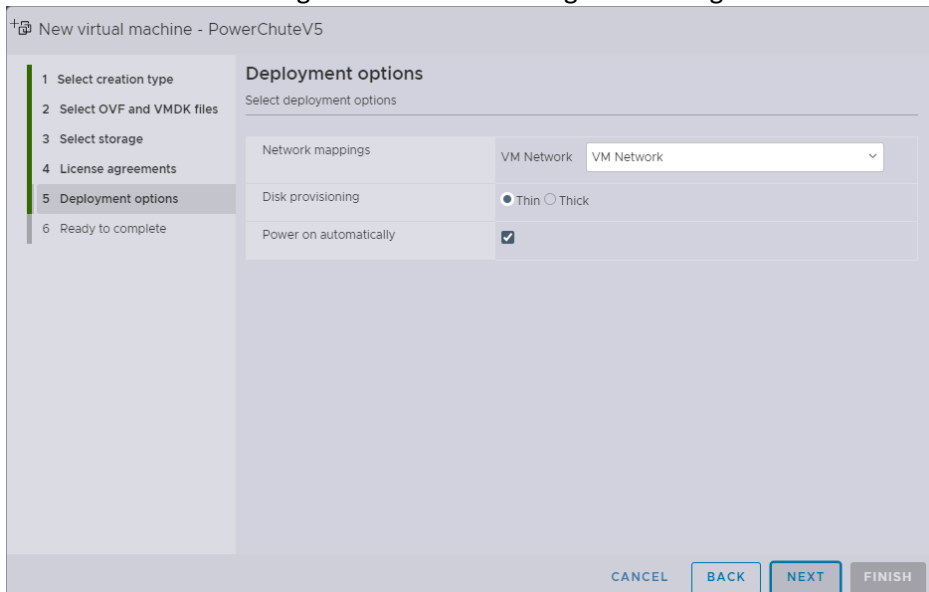 New virtual machine - PowerChuteV5
1 Select creation type
2 Select OVF and VMDK files
3 Select storage
4 License agreements
5 Deployment options
6 Ready to complete
Deployment options
Select deployment options
Network mappings
VM Network VM Network
Disk provisioning
Thin Thick
Power on automatically
CANCEL BACK NEXT FINISH